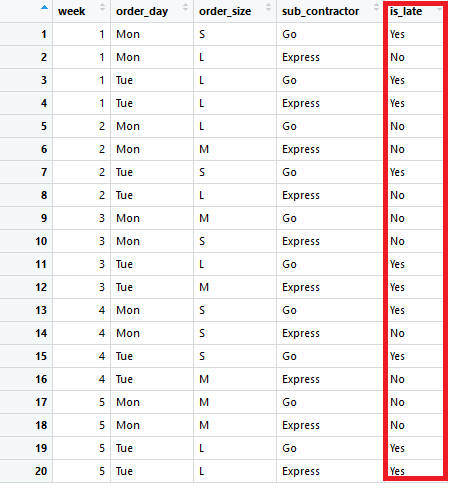 week order_day order_size sub_contractor is_late
1 1 Mon S Go Yes
2 1 Mon L Express No
3 1 Tue L Go Yes
4 1 Tue L Express Yes
5 2 Mon L Go No
6 2 Mon M Express No
7 2 Tue S Go Yes
8 2 Tue L Express No
9 3 Mon M Go No
10 3 Mon S Express No
11 3 Tue L Go Yes
12 3 Tue M Express Yes
13 4 Mon S Go Yes
14 4 Mon S Express No
15 4 Tue S Go Yes
16 4 Tue M Express No
17 5 Mon M Go No
18 5 Mon M Express No
19 5 Tue L Go Yes
20 5 Tue L Express Yes